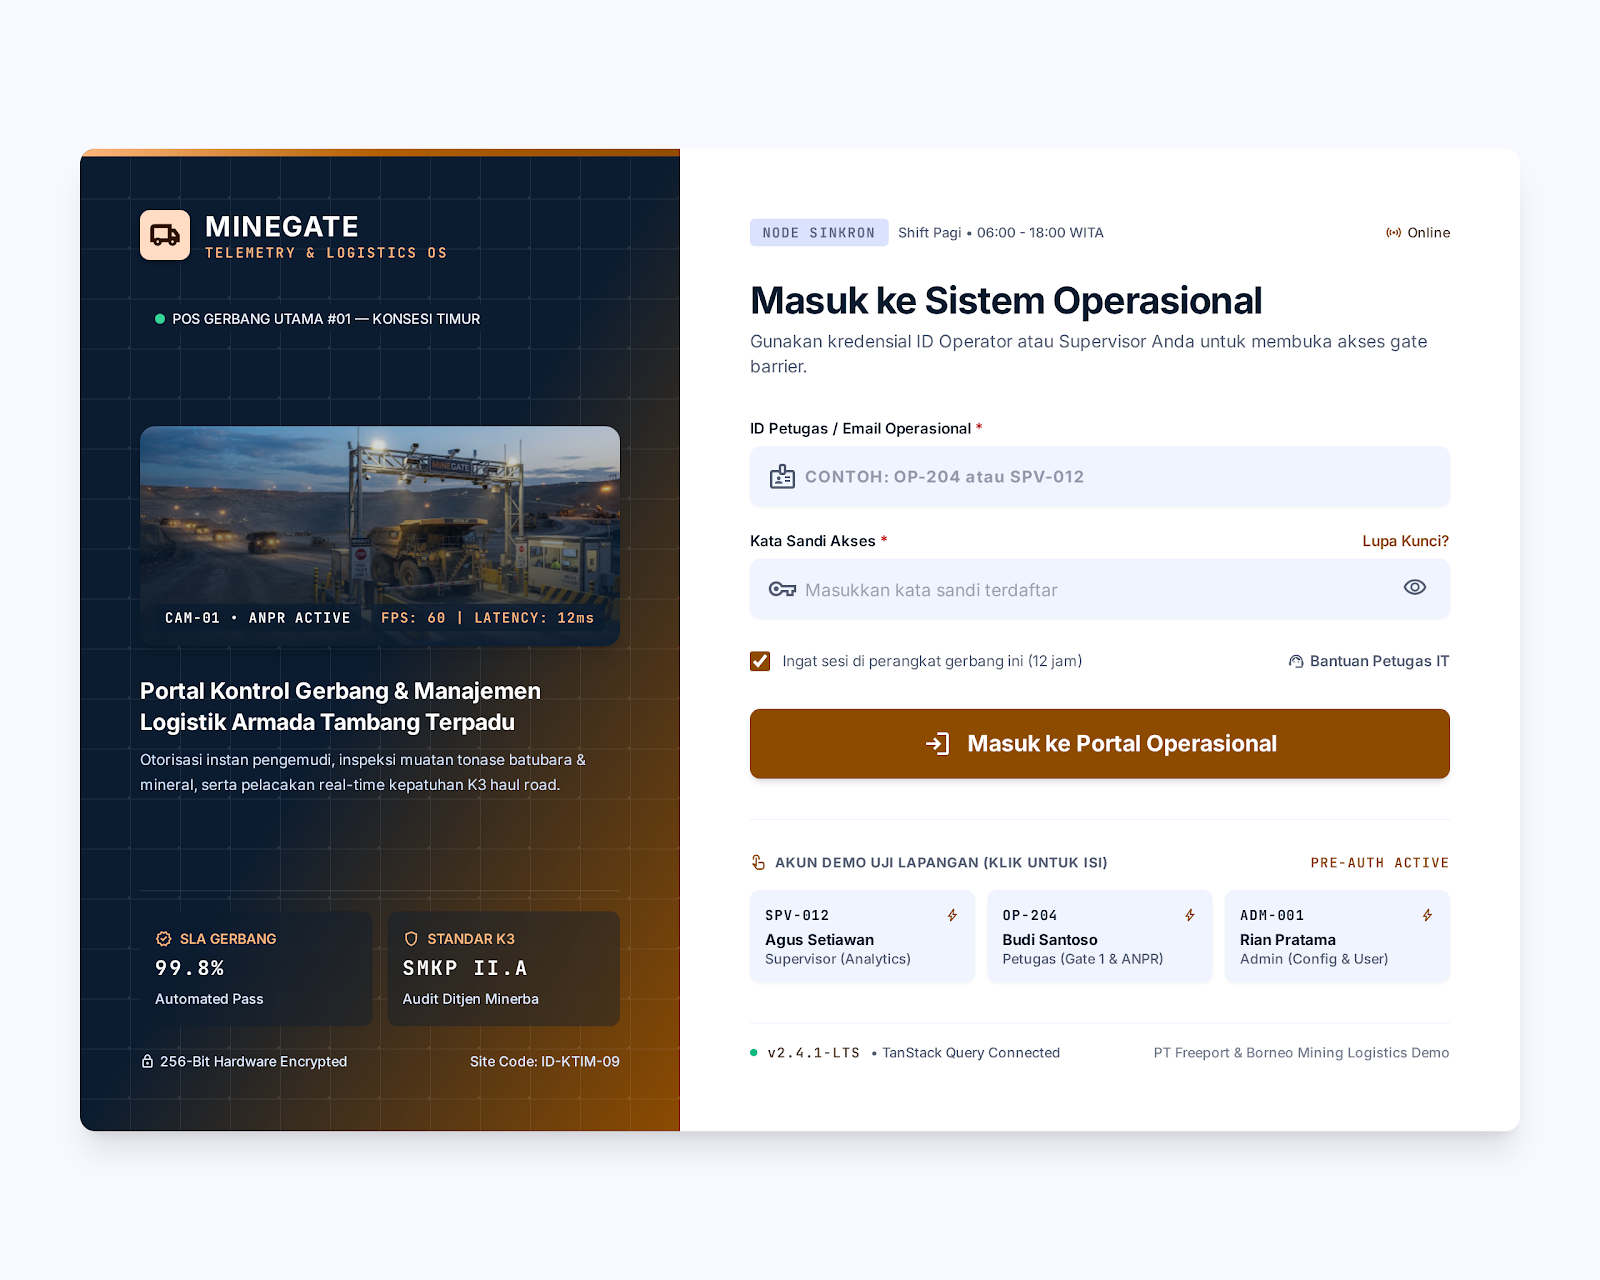 MINEGATE
TELEMETRY & LOGISTICS OS
POS GERBANG UTAMA #01 — KONSESI TIMUR
MINEGATE
CAM-01 • ANPR ACTIVE
FPS: 60 | LATENCY: 12ms
Portal Kontrol Gerbang & Manajemen
Logistik Armada Tambang Terpadu
Otorisasi instan pengemudi, inspeksi muatan tonase batubara &
mineral, serta pelacakan real-time kepatuhan K3 haul road.
SLA GERBANG
99.8%
Automated Pass
STANDAR K3
SMKP II.A
Audit Ditjen Minerba
256-Bit Hardware Encrypted
Site Code: ID-KTIM-09
NODE SINKRON
Shift Pagi • 06:00 - 18:00 WITA
Online
Masuk ke Sistem Operasional
Gunakan kredensial ID Operator atau Supervisor Anda untuk membuka akses gate
barrier.
ID Petugas / Email Operasional *
CONTOH: OP-204 atau SPV-012
Kata Sandi Akses *
Lupa Kunci?
Masukkan kata sandi terdaftar
Ingat sesi di perangkat gerbang ini (12 jam)
Bantuan Petugas IT
Masuk ke Portal Operasional
AKUN DEMO UJI LAPANGAN (KLIK UNTUK ISI)
PRE-AUTH ACTIVE
SPV-012
Agus Setiawan
Supervisor (Analytics)
OP-204
Budi Santoso
Petugas (Gate 1 & ANPR)
ADM-001
Rian Pratama
Admin (Config & User)
v2.4.1-LTS • TanStack Query Connected
PT Freeport & Borneo Mining Logistics Demo